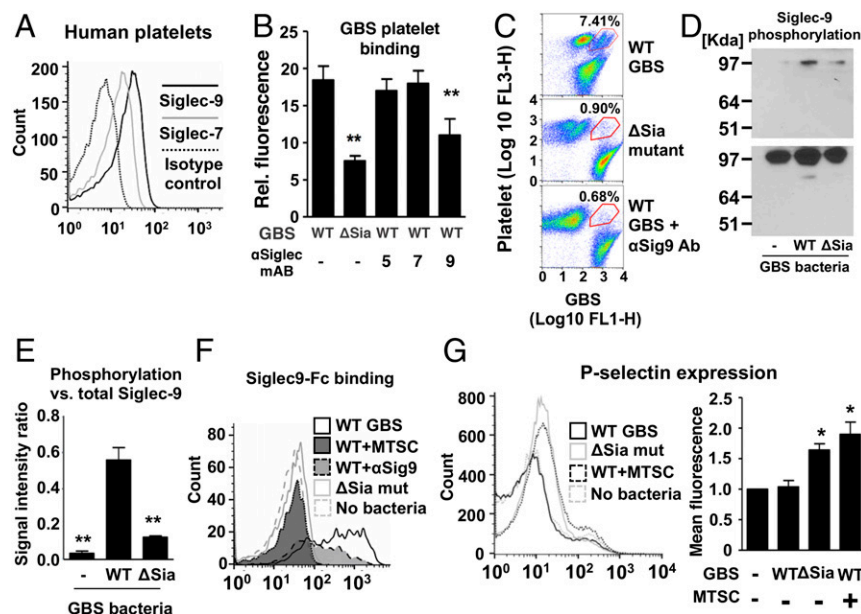 A
Human platelets
200
150
100
50
0
Count
Siglec-9
Siglec-7
Isotype
control
10⁰ 10¹ 10² 10³
B
GBS platelet
binding
25
20
15
10
5
0
Rel. fluorescence
**
**
GBS WT ΔSia WT WT WT
αSiglec
mAB - - 5 7 9
C
7.41%
WT
GBS
0.90%
ΔSia
mutant
0.68%
WT
GBS +
αSig9 Ab
Platelet (Log 10 FL3-H)
4
3
2
1
0 1 2 3 4
GBS
(Log10 FL1-H)
D
Siglec-9
phosphorylation
[Kda]
97
64
51
97
64
51
- WT ΔSia
GBS bacteria
E
Phosphorylation
vs. total Siglec-9
0.8
0.6
0.4
0.2
0.0
Signal intensity ratio
**
**
- WT ΔSia
GBS bacteria
F
Siglec9-Fc binding
80
60
40
20
0
Count
WT GBS
WT+MTSC
WT+αSig9
ΔSia mut
No bacteria
10⁰ 10¹ 10² 10³
G
P-selectin expression
800
600
400
200
0
Count
WT GBS
ΔSia mut
WT+MTSC
No bacteria
10⁰ 10¹ 10² 10³
2.5
2.0
1.5
1.0
Mean fluorescence
*
*
GBS - WT ΔSia WT
MTSC - - - +